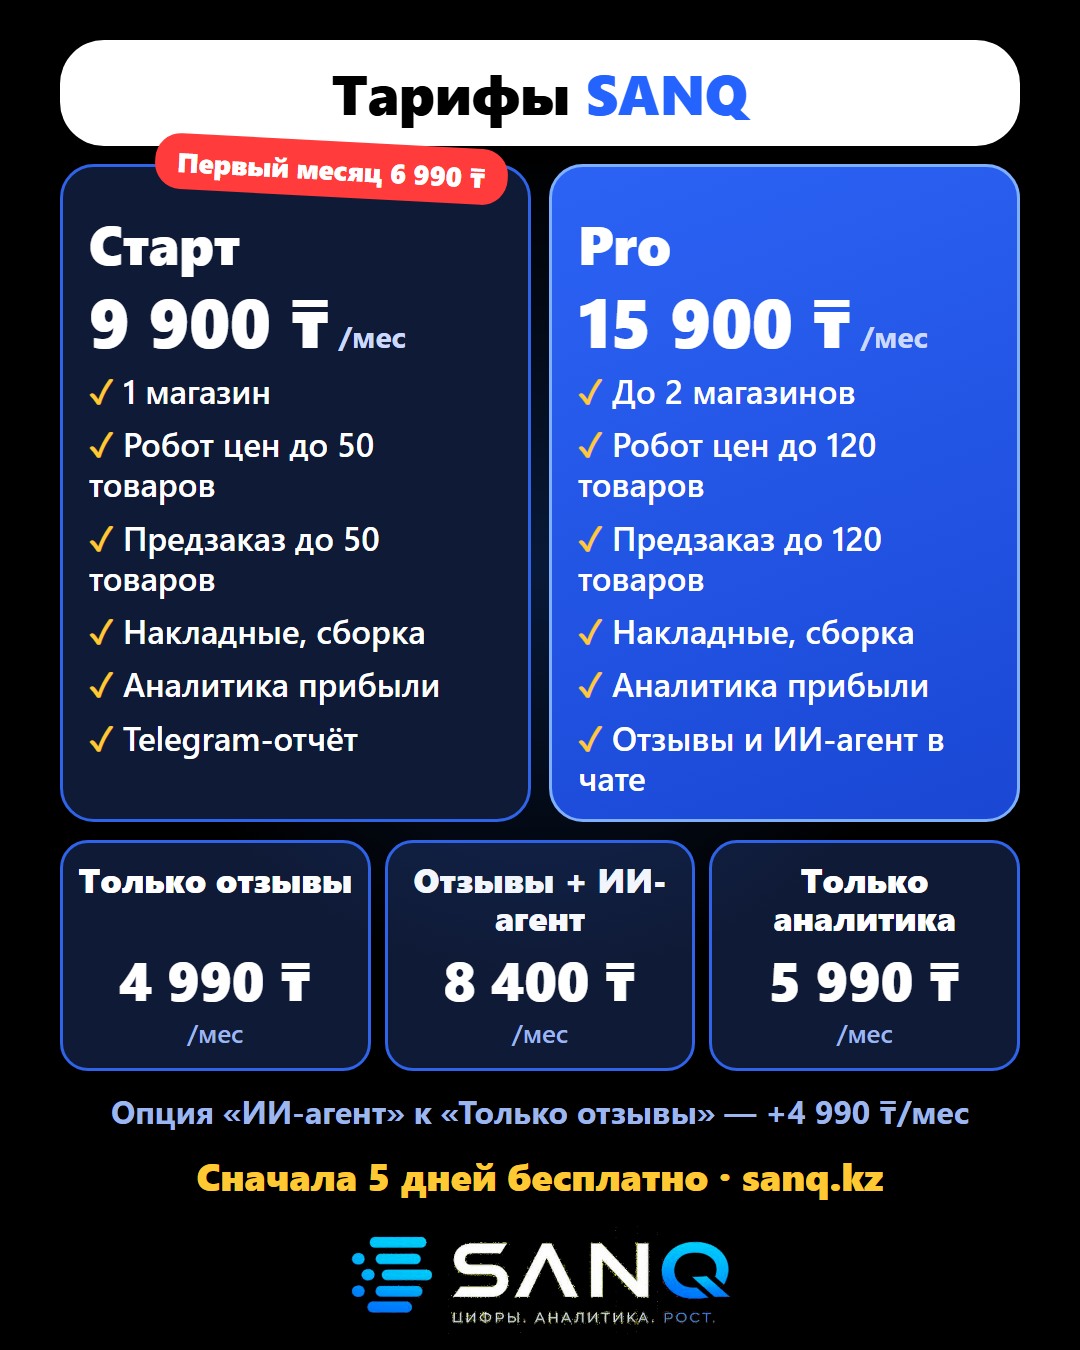 Тарифы SANQ
Первый месяц 6 990 ₸
Старт
9 900 ₸ /мес
✓ 1 магазин
✓ Робот цен до 50
товаров
✓ Предзаказ до 50
товаров
✓ Накладные, сборка
✓ Аналитика прибыли
✓ Telegram-отчёт
Pro
15 900 ₸ /мес
✓ До 2 магазинов
✓ Робот цен до 120
товаров
✓ Предзаказ до 120
товаров
✓ Накладные, сборка
✓ Аналитика прибыли
✓ Отзывы и ИИ-агент в
чате
Только отзывы
4 990 ₸
/мес
Отзывы + ИИ-
агент
8 400 ₸
/мес
Только
аналитика
5 990 ₸
/мес
Опция «ИИ-агент» к «Только отзывы» — +4 990 ₸/мес
Сначала 5 дней бесплатно · sanq.kz
SANQ
ЦИФРЫ. АНАЛИТИКА. РОСТ.